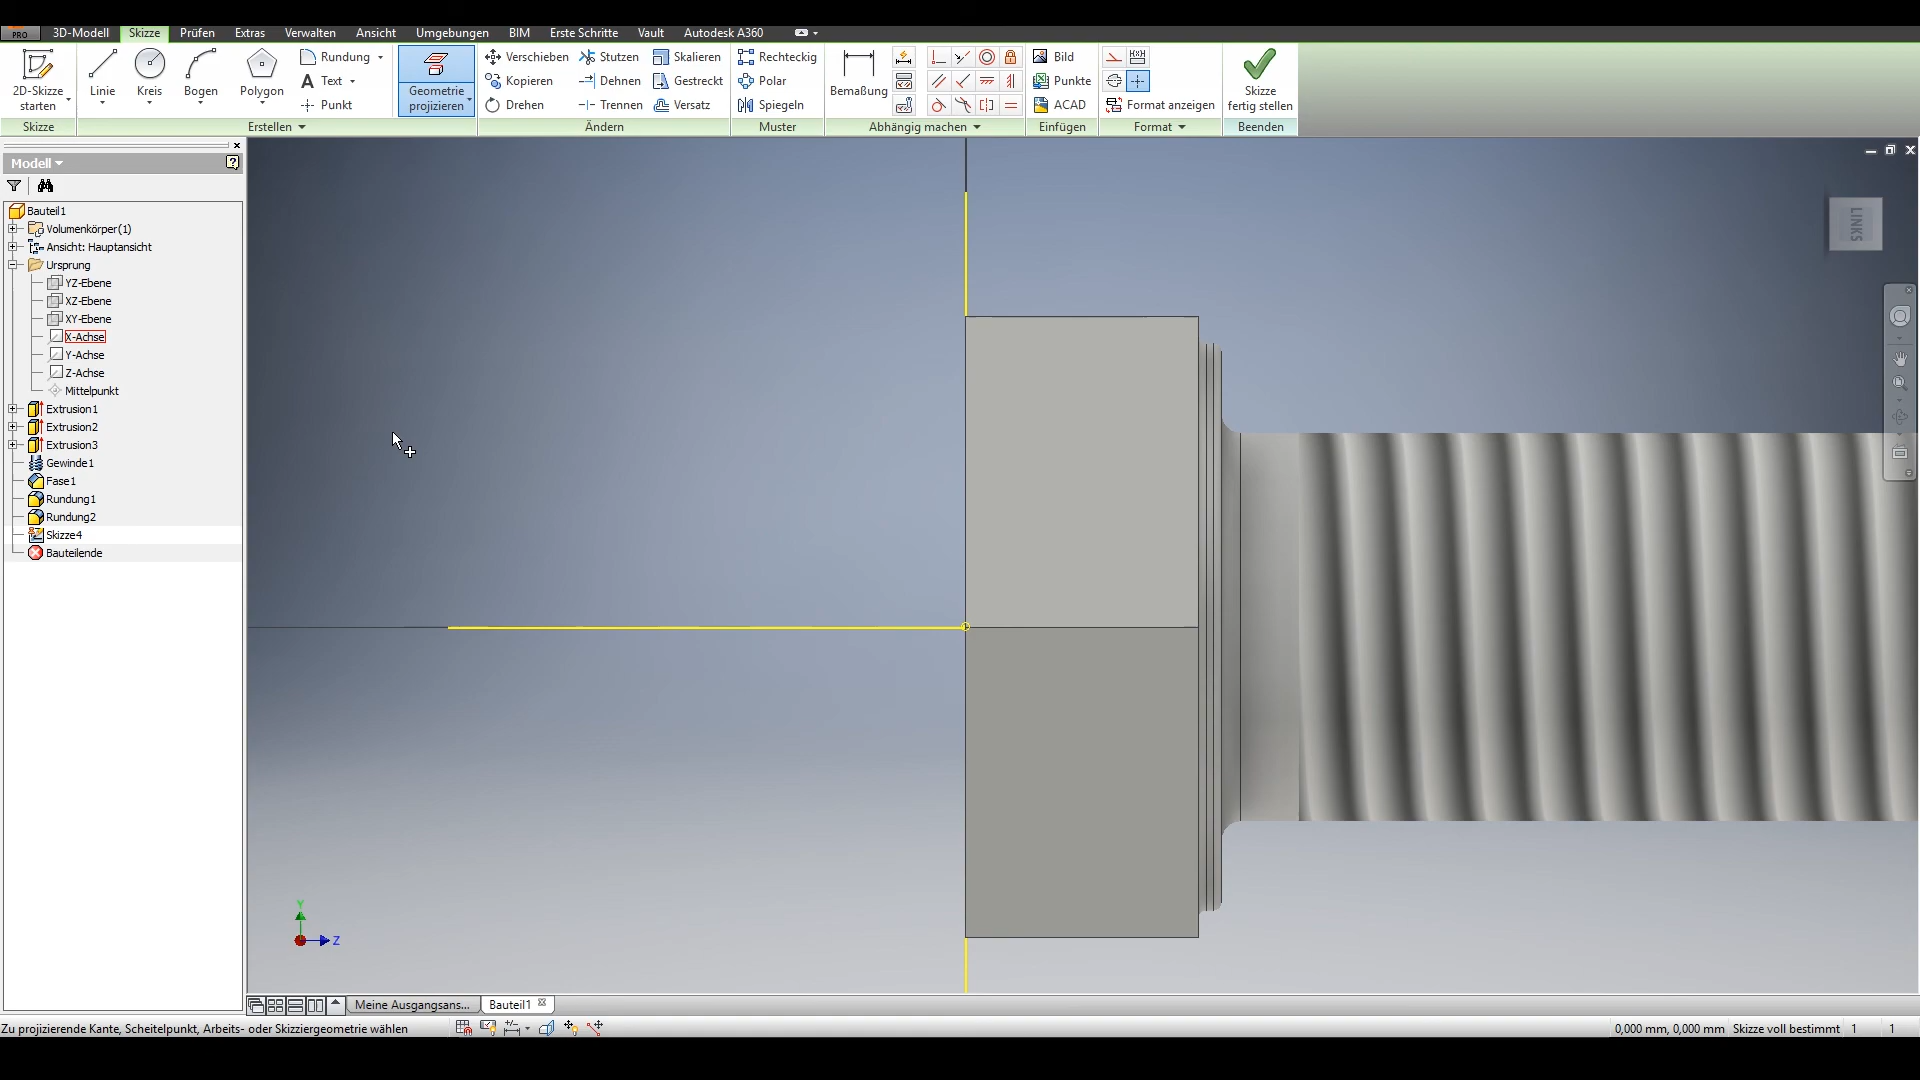 PRO 3D-Modell Skizze Prüfen Extras Verwalten Ansicht Umgebungen BIM Erste Schritte Vault Autodesk A360
Rundung Verschieben Stutzen Skalieren Rechteckig Bild
2D-Skizze starten Linie Kreis Bogen Polygon Text Geometrie projizieren Kopieren Dehnen Gestreckt Polar Bemaßung Punkte Skizze fertig stellen
Punkt Drehen Trennen Versatz Spiegeln ACAD Format anzeigen
Skizze Erstellen Ändern Muster Abhängig machen Einfügen Format Beenden
Modell
Bauteil1
Volumenkörper(1)
Ansicht: Hauptansicht
Ursprung
YZ-Ebene
XZ-Ebene
XY-Ebene
X-Achse
Y-Achse
Z-Achse
Mittelpunkt
Extrusion1
Extrusion2
Extrusion3
Gewinde1
Fase1
Rundung1
Rundung2
Skizze4
Bauteilende
LINKS
Y
Z
Meine Ausgangsans... Bauteil1
Zu projizierende Kante, Scheitelpunkt, Arbeits- oder Skizziergeometrie wählen 0,000 mm, 0,000 mm Skizze voll bestimmt 1 1